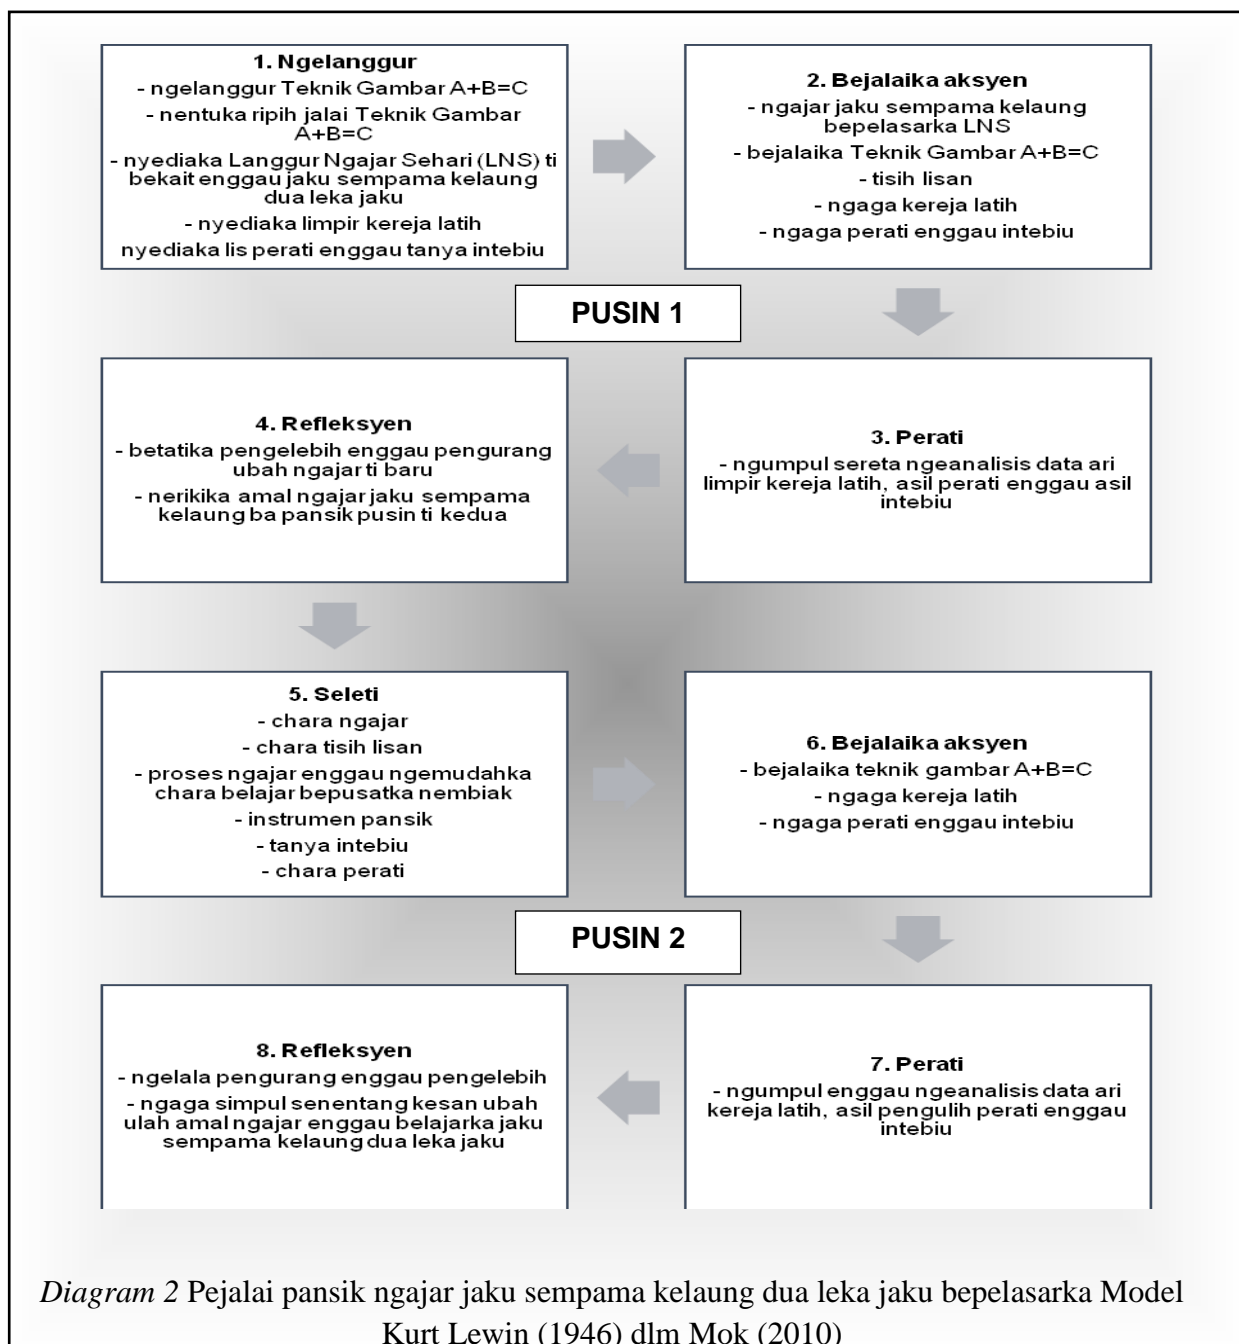 1. Ngelanggur
- ngelanggur Teknik Gambar A+B=C
- nentuka ripih jalai Teknik Gambar
A+B=C
- nyediaka Langgur Ngajar Sehari (LNS) ti
bekait enggau jaku sempama kelaung
dua leka jaku
- nyediaka limpir kereja latih
nyediaka lis perati enggau tanya intebiu
2. Bejalaika aksyen
- ngajar jaku sempama kelaung
bepelasarka LNS
- bejalaika Teknik Gambar A+B=C
- tisih lisan
- ngaga kereja latih
- ngaga perati enggau intebiu
PUSIN 1
3. Perati
- ngumpul sereta ngeanalisis data ari
limpir kereja latih, asil perati enggau asil
intebiu
4. Refleksyen
- betatika pengelebih enggau pengurang
ubah ngajar ti baru
- nerikika amal ngajar jaku sempama
kelaung ba pansik pusin ti kedua
5. Seleti
- chara ngajar
- chara tisih lisan
- proses ngajar enggau ngemudahka
chara belajar bepusatka nembiak
- instrumen pansik
- tanya intebiu
- chara perati
6. Bejalaika aksyen
- bejalaika teknik gambar A+B=C
- ngaga kereja latih
- ngaga perati enggau intebiu
PUSIN 2
7. Perati
- ngumpul enggau ngeanalisis data ari
kereja latih, asil pengulih perati enggau
intebiu
8. Refleksyen
- ngelala pengurang enggau pengelebih
- ngaga simpul senentang kesan ubah
ulah amal ngajar enggau belajarka jaku
sempama kelaung dua leka jaku
Diagram 2 Pejalai pansik ngajar jaku sempama kelaung dua leka jaku bepelasarka Model
Kurt Lewin (1946) dlm Mok (2010)